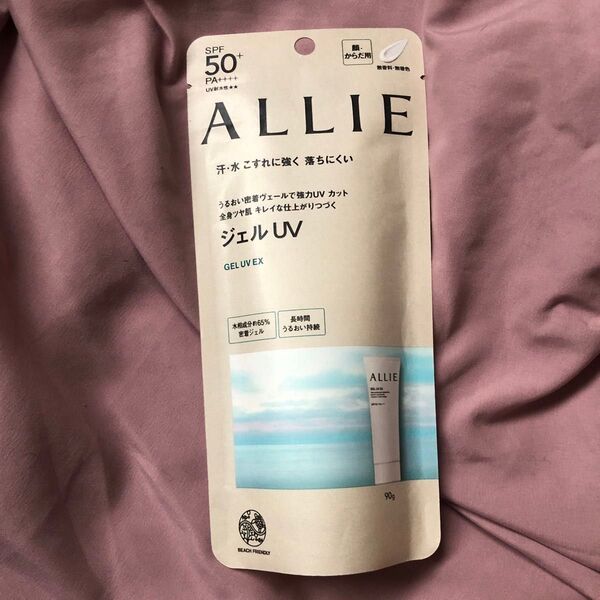 SPF
50+
PA++++
UV耐水性★★
顔・
からだ用
無香料・無着色
ALLIE
汗・水 こすれに強く 落ちにくい
うるおい密着ヴェールで強力UV カット
全身ツヤ肌 キレイな仕上がりつづく
ジェル UV
GEL UV EX
水相成分約65%
密着ジェル
長時間
うるおい持続
ALLIE
GEL UV EX
90g
BEACH FRIENDLY